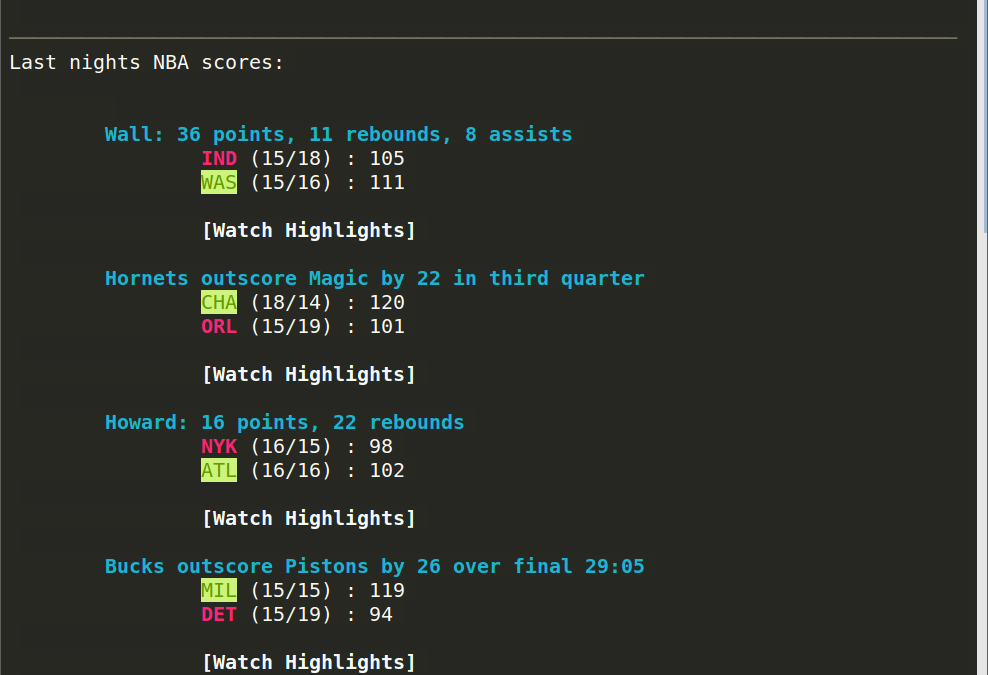 Last nights NBA scores:
Wall: 36 points, 11 rebounds, 8 assists
IND (15/18) : 105
WAS (15/16) : 111
[Watch Highlights]
Hornets outscore Magic by 22 in third quarter
CHA (18/14) : 120
ORL (15/19) : 101
[Watch Highlights]
Howard: 16 points, 22 rebounds
NYK (16/15) : 98
ATL (16/16) : 102
[Watch Highlights]
Bucks outscore Pistons by 26 over final 29:05
MIL (15/15) : 119
DET (15/19) : 94
[Watch Highlights]